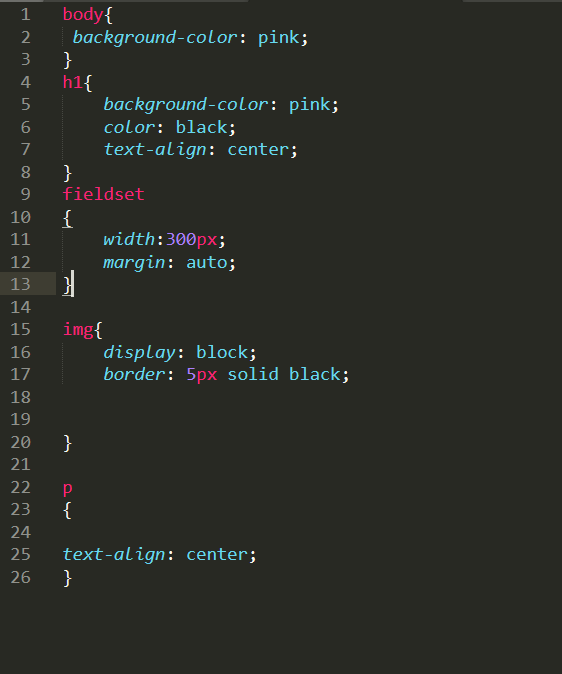 1 body{
2 background-color: pink;
3 }
4 h1{
5 background-color: pink;
6 color: black;
7 text-align: center;
8 }
9 fieldset
10 {
11 width:300px;
12 margin: auto;
13 }
14
15 img{
16 display: block;
17 border: 5px solid black;
18
19
20 }
21
22 p
23 {
24
25 text-align: center;
26 }